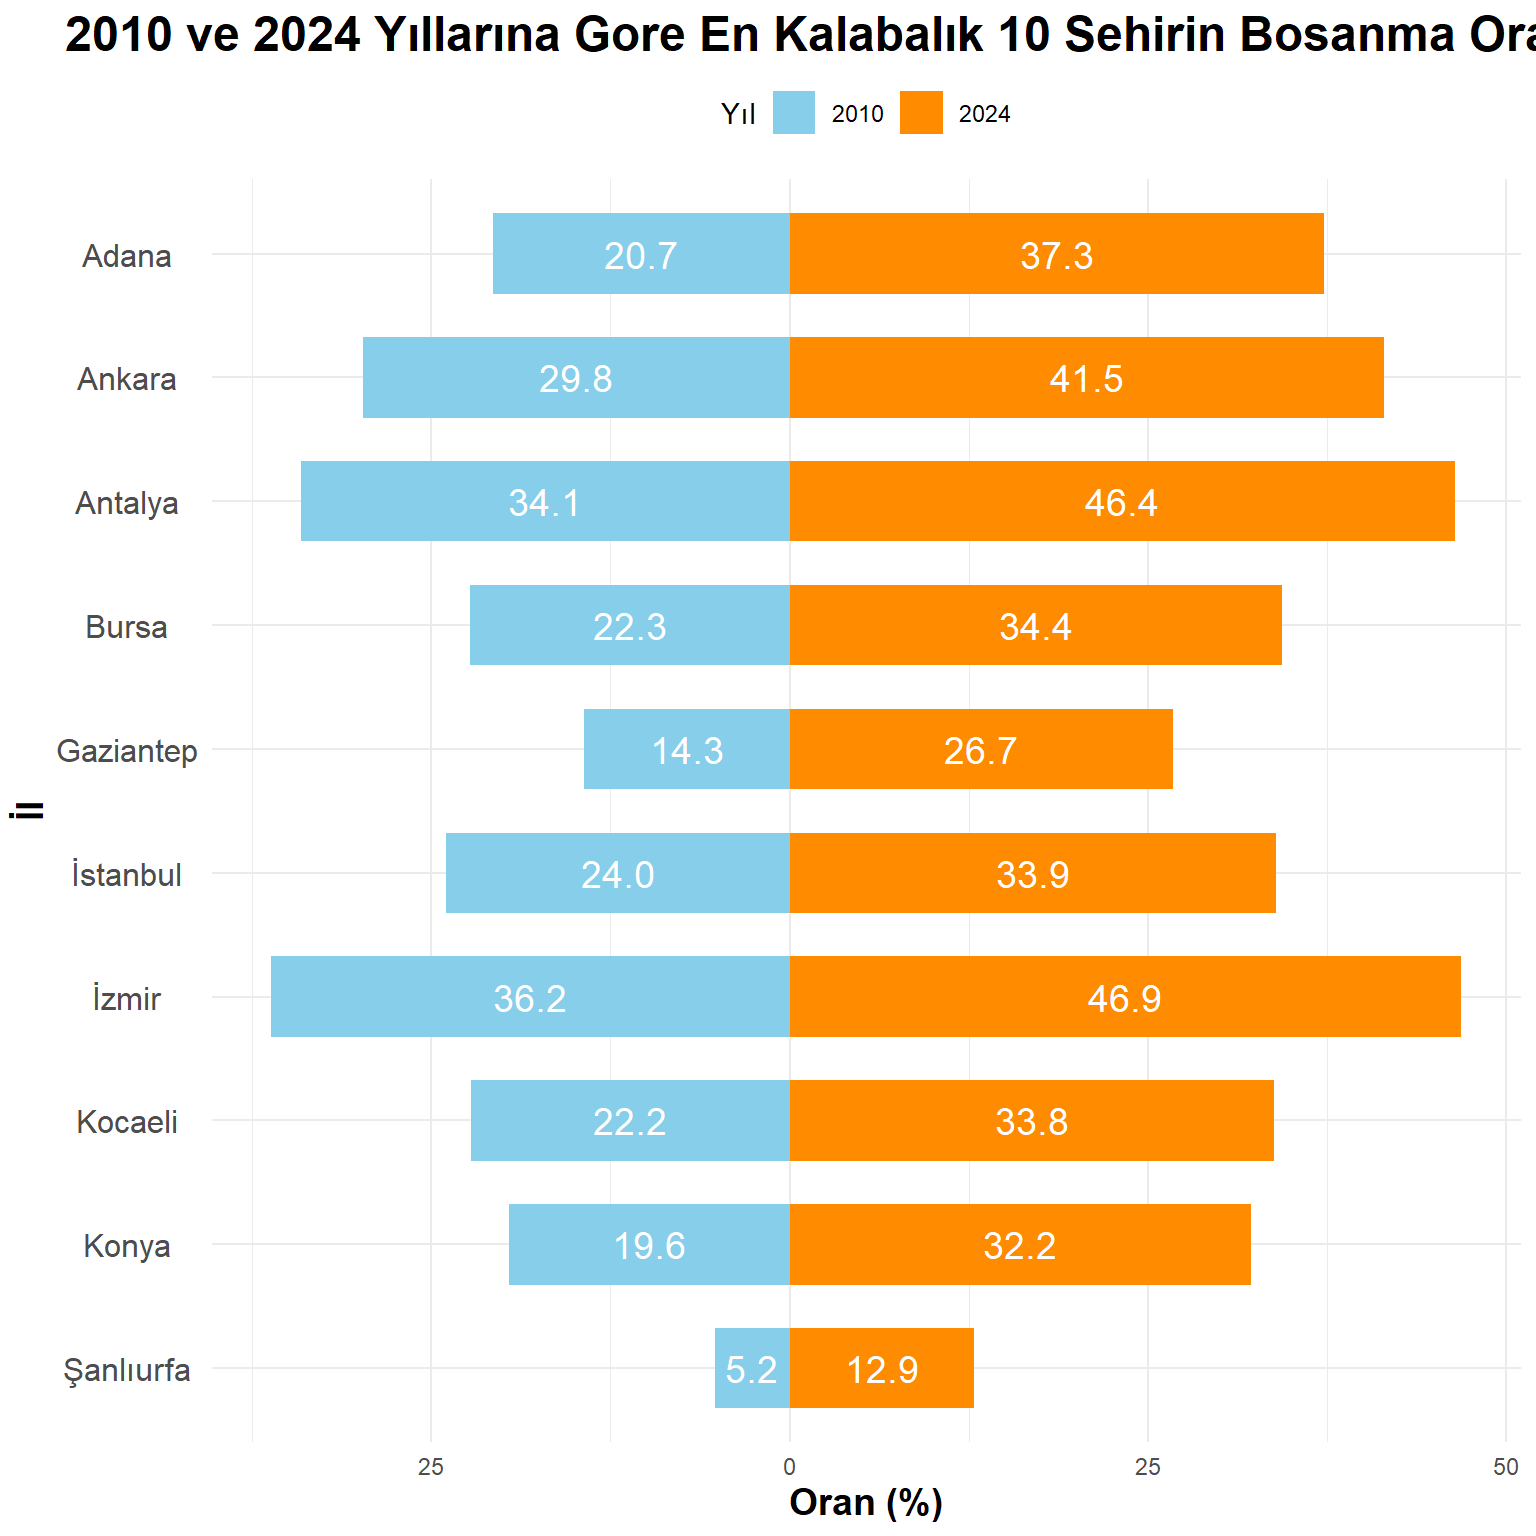 2010 ve 2024 Yıllarına Gore En Kalabalık 10 Sehirin Bosanma Ora
Yıl 2010 2024
Adana 20.7 37.3
Ankara 29.8 41.5
Antalya 34.1 46.4
Bursa 22.3 34.4
Gaziantep 14.3 26.7
İl
İstanbul 24.0 33.9
İzmir 36.2 46.9
Kocaeli 22.2 33.8
Konya 19.6 32.2
Şanlıurfa 5.2 12.9
25 0 25 50
Oran (%)